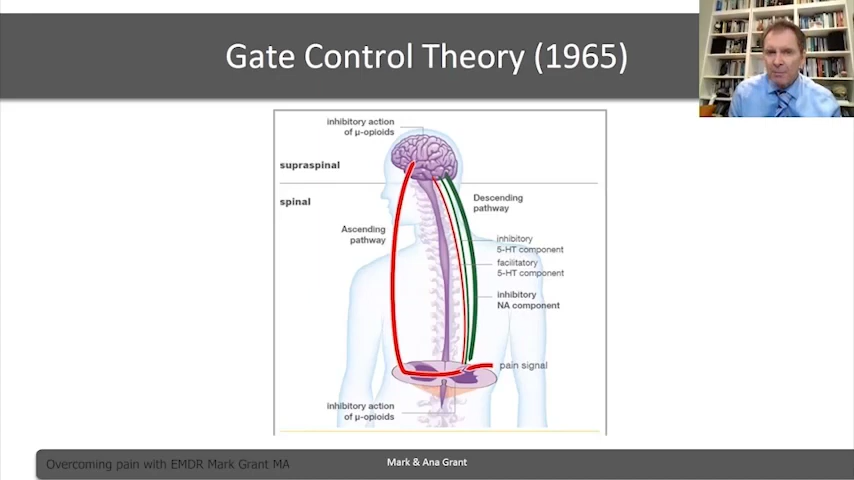 Gate Control Theory (1965)
inhibitory action
of μ-opioids
supraspinal
spinal
Descending
pathway
Ascending
pathway
inhibitory
5-HT component
facilitatory
5-HT component
inhibitory
NA component
pain signal
inhibitory action
of μ-opioids
Overcoming pain with EMDR Mark Grant MA
Mark & Ana Grant